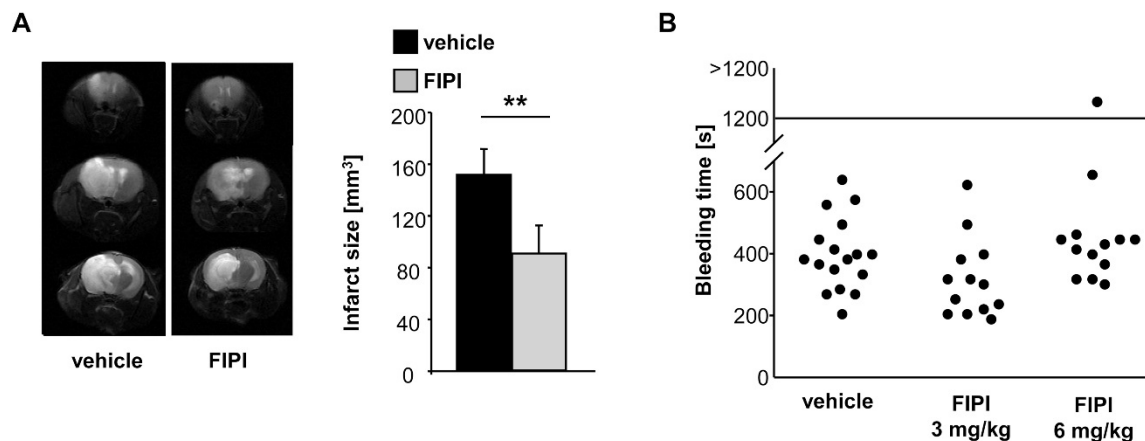 A
vehicle
FIPI
vehicle
FIPI
**
Infarct size [mm³]
200
160
120
80
40
0
B
Bleeding time [s]
>1200
1200
600
400
200
0
vehicle
FIPI
3 mg/kg
FIPI
6 mg/kg